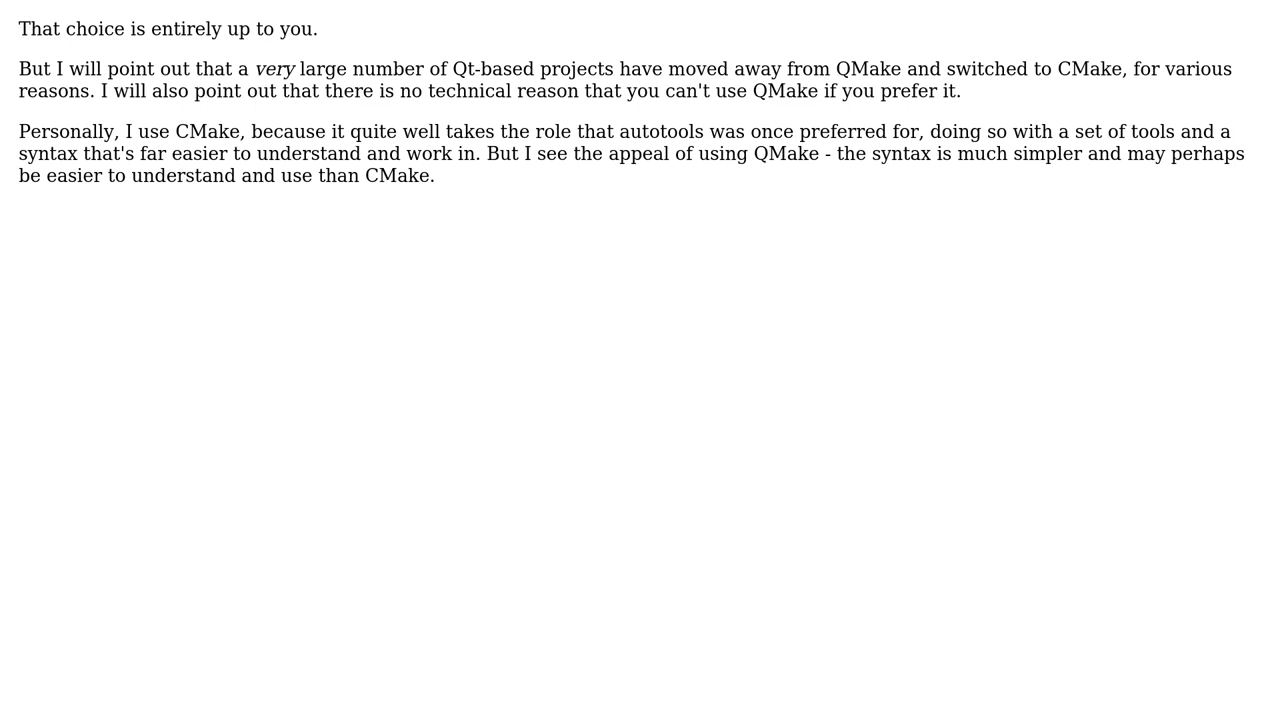 That choice is entirely up to you.
But I will point out that a very large number of Qt-based projects have moved away from QMake and switched to CMake, for various
reasons. I will also point out that there is no technical reason that you can't use QMake if you prefer it.
Personally, I use CMake, because it quite well takes the role that autotools was once preferred for, doing so with a set of tools and a
syntax that's far easier to understand and work in. But I see the appeal of using QMake - the syntax is much simpler and may perhaps
be easier to understand and use than CMake.